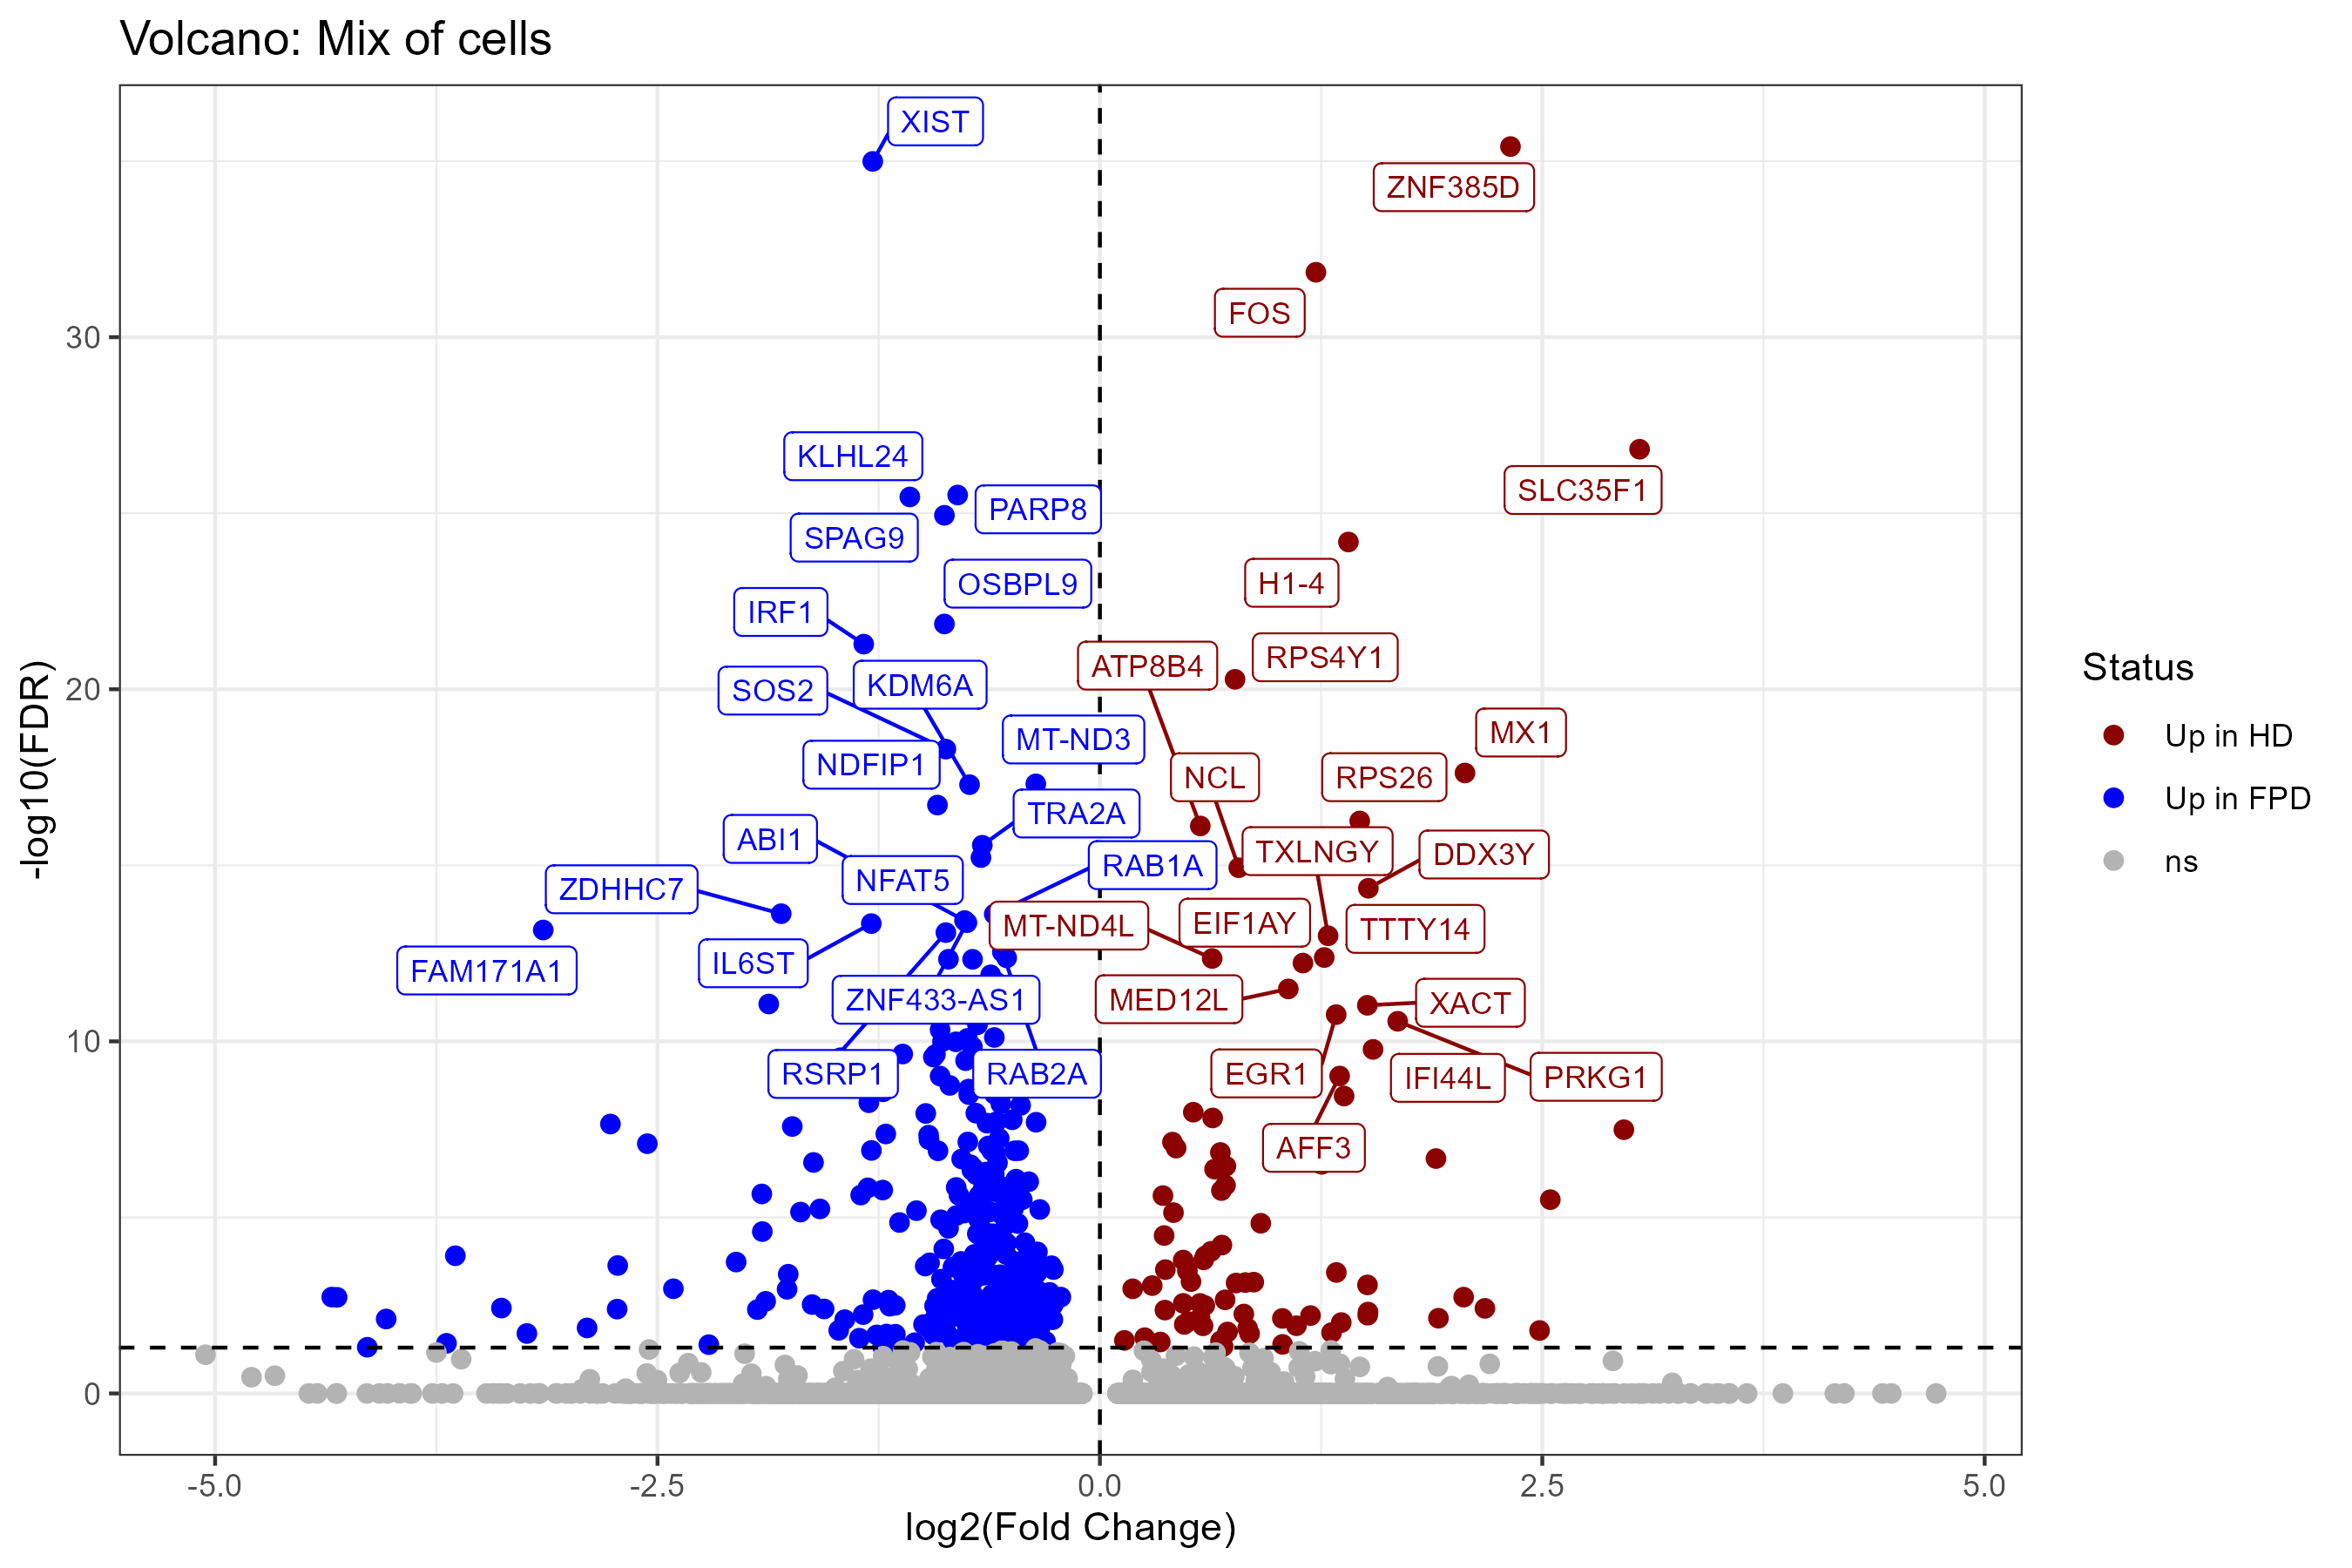 Volcano: Mix of cells
XIST
ZNF385D
FOS
30
KLHL24
SLC35F1
PARP8
SPAG9
H1-4
OSBPL9
IRF1
RPS4Y1
ATP8B4
20
SOS2
KDM6A
MX1
MT-ND3
NDFIP1
NCL
RPS26
TRA2A
ABI1
TXLNGY
DDX3Y
RAB1A
NFAT5
ZDHHC7
MT-ND4L
EIF1AY
TTTY14
FAM171A1
IL6ST
ZNF433-AS1
MED12L
XACT
10
RSRP1
RAB2A
EGR1
IFI44L
PRKG1
AFF3
0
-5.0
-2.5
0.0
2.5
5.0
log2(Fold Change)
-log10(FDR)
Status
Up in HD
Up in FPD
ns